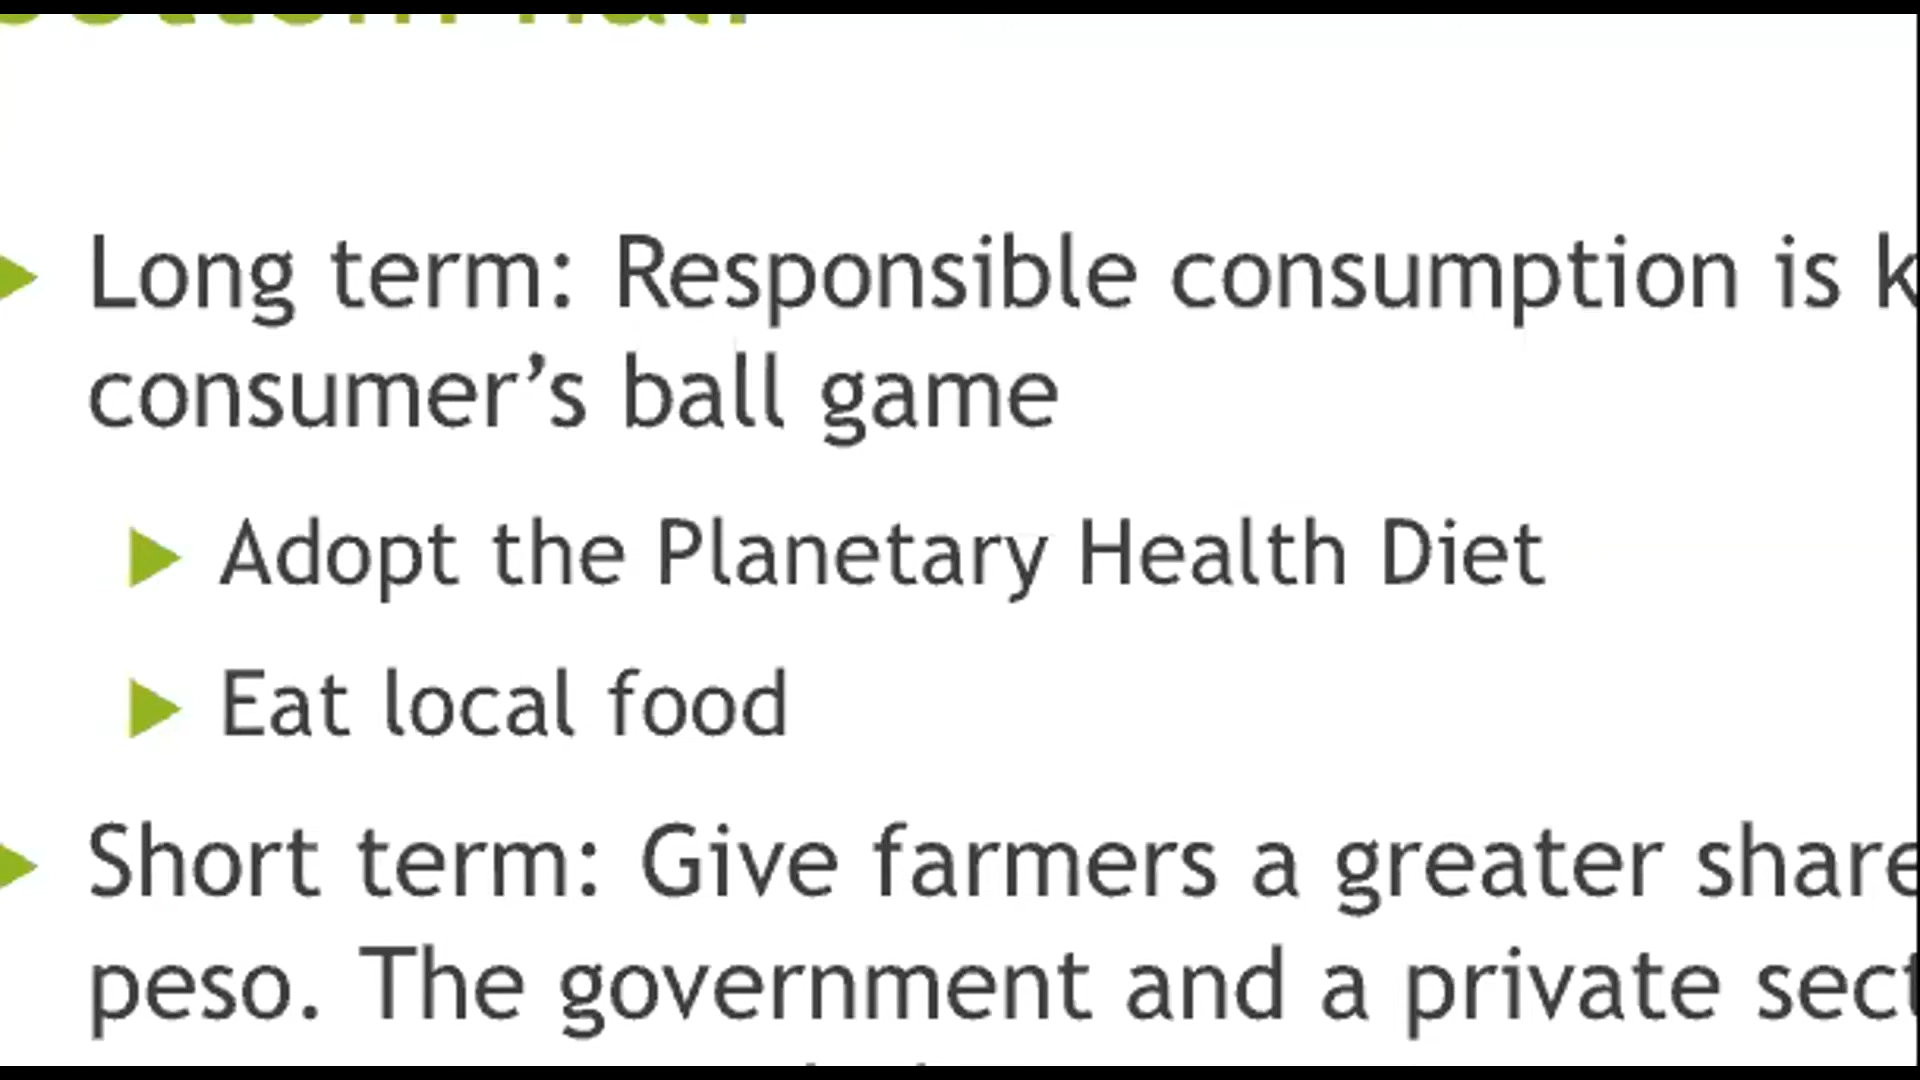 Long term: Responsible consumption is
consumer’s ball game
Adopt the Planetary Health Diet
Eat local food
Short term: Give farmers a greater share
peso. The government and a private